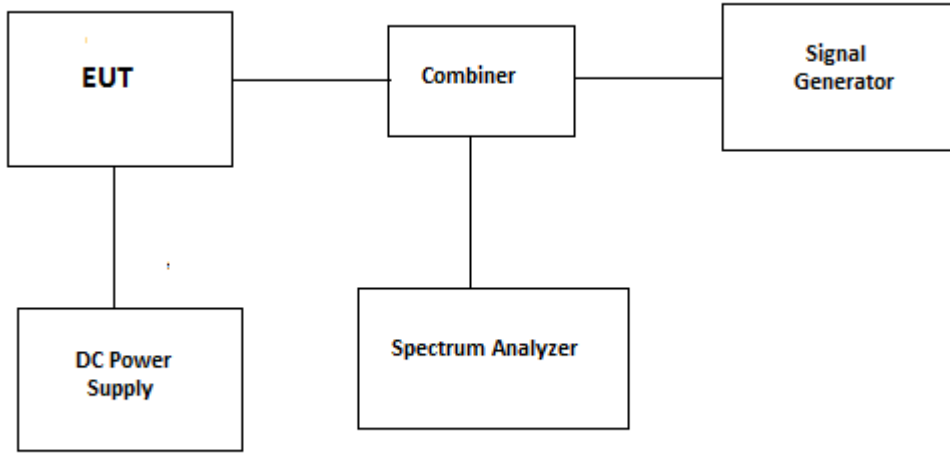 EUT
Combiner
Signal
Generator
DC Power
Supply
Spectrum Analyzer